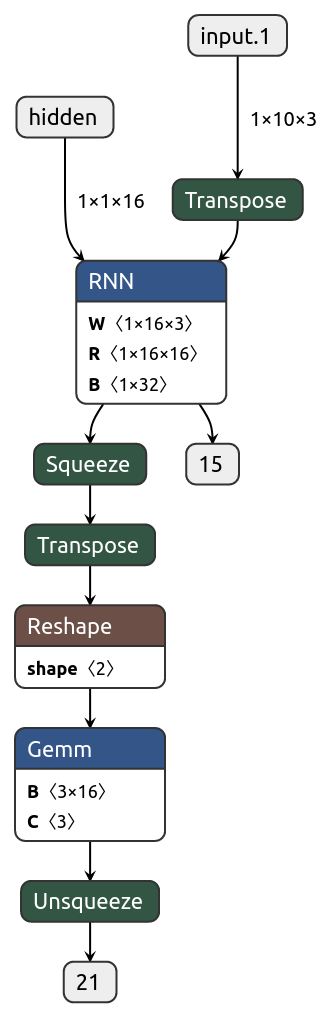 input.1
hidden
1×10×3
1×1×16
Transpose
RNN
W〈1×16×3〉
R〈1×16×16〉
B〈1×32〉
Squeeze
15
Transpose
Reshape
shape〈2〉
Gemm
B〈3×16〉
C〈3〉
Unsqueeze
21